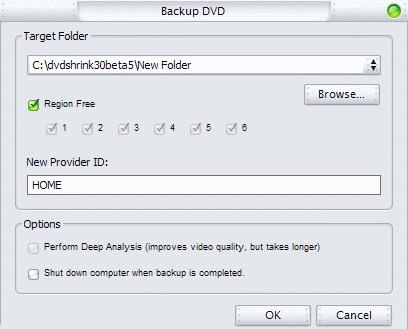 Backup DVD
Target Folder
C:\dvdshrink30beta5\New Folder
Region Free
Browse...
1 2 3 4 5 6
New Provider ID:
HOME
Options
Perform Deep Analysis (improves video quality, but takes longer)
Shut down computer when backup is completed.
OK Cancel